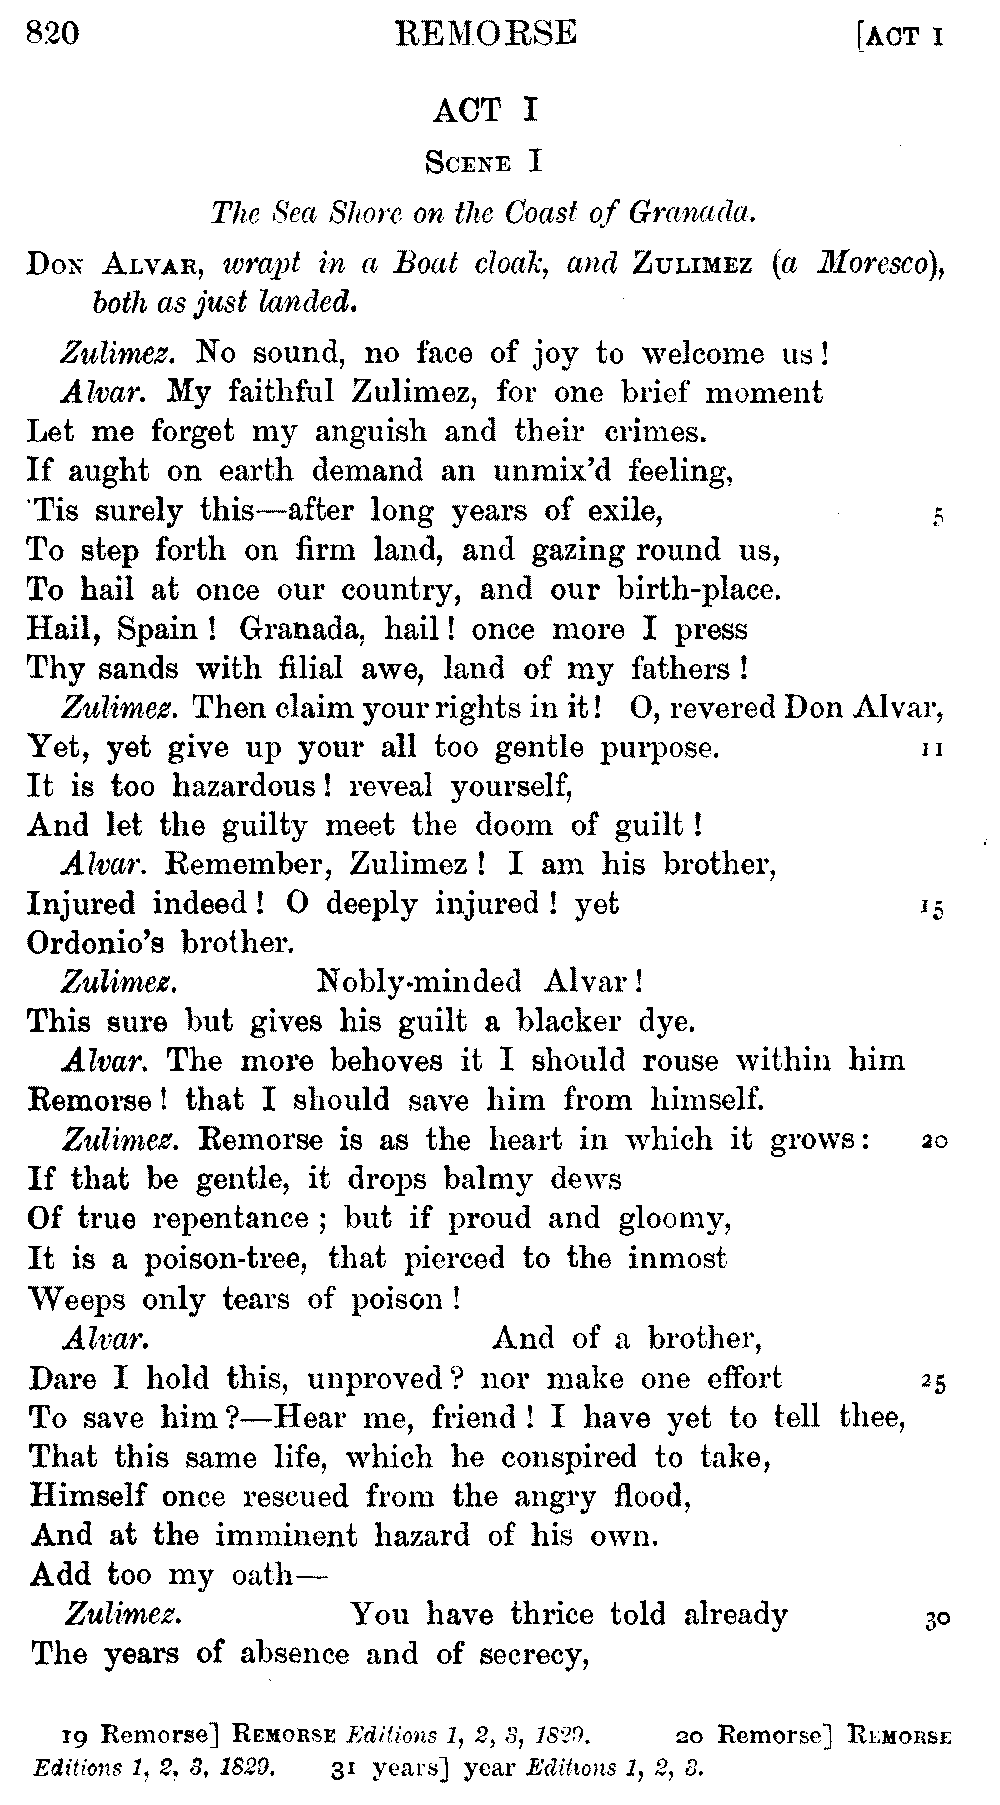 820 REMORSE [ACT I
ACT I
SCENE I
The Sea Shore on the Coast of Granada.
DON ALVAR, wrapt in a Boat cloak, and ZULIMEZ (a Moresco),
both as just landed.
Zulimez. No sound, no face of joy to welcome us!
Alvar. My faithful Zulimez, for one brief moment
Let me forget my anguish and their crimes.
If aught on earth demand an unmix'd feeling,
'Tis surely this—after long years of exile, 5
To step forth on firm land, and gazing round us,
To hail at once our country, and our birth-place.
Hail, Spain! Granada, hail! once more I press
Thy sands with filial awe, land of my fathers!
Zulimez. Then claim your rights in it! O, revered Don Alvar,
Yet, yet give up your all too gentle purpose. 11
It is too hazardous! reveal yourself,
And let the guilty meet the doom of guilt!
Alvar. Remember, Zulimez! I am his brother,
Injured indeed! O deeply injured! yet 15
Ordonio's brother.
Zulimez. Nobly-minded Alvar!
This sure but gives his guilt a blacker dye.
Alvar. The more behoves it I should rouse within him
Remorse! that I should save him from himself.
Zulimez. Remorse is as the heart in which it grows: 20
If that be gentle, it drops balmy dews
Of true repentance; but if proud and gloomy,
It is a poison-tree, that pierced to the inmost
Weeps only tears of poison!
Alvar. And of a brother,
Dare I hold this, unproved? nor make one effort 25
To save him?—Hear me, friend! I have yet to tell thee,
That this same life, which he conspired to take,
Himself once rescued from the angry flood,
And at the imminent hazard of his own.
Add too my oath—
Zulimez. You have thrice told already 30
The years of absence and of secrecy,
19 Remorse] REMORSE Editions 1, 2, 3, 1829. 20 Remorse] REMORSE
Editions 1, 2, 3, 1829. 31 years] year Editions 1, 2, 3.